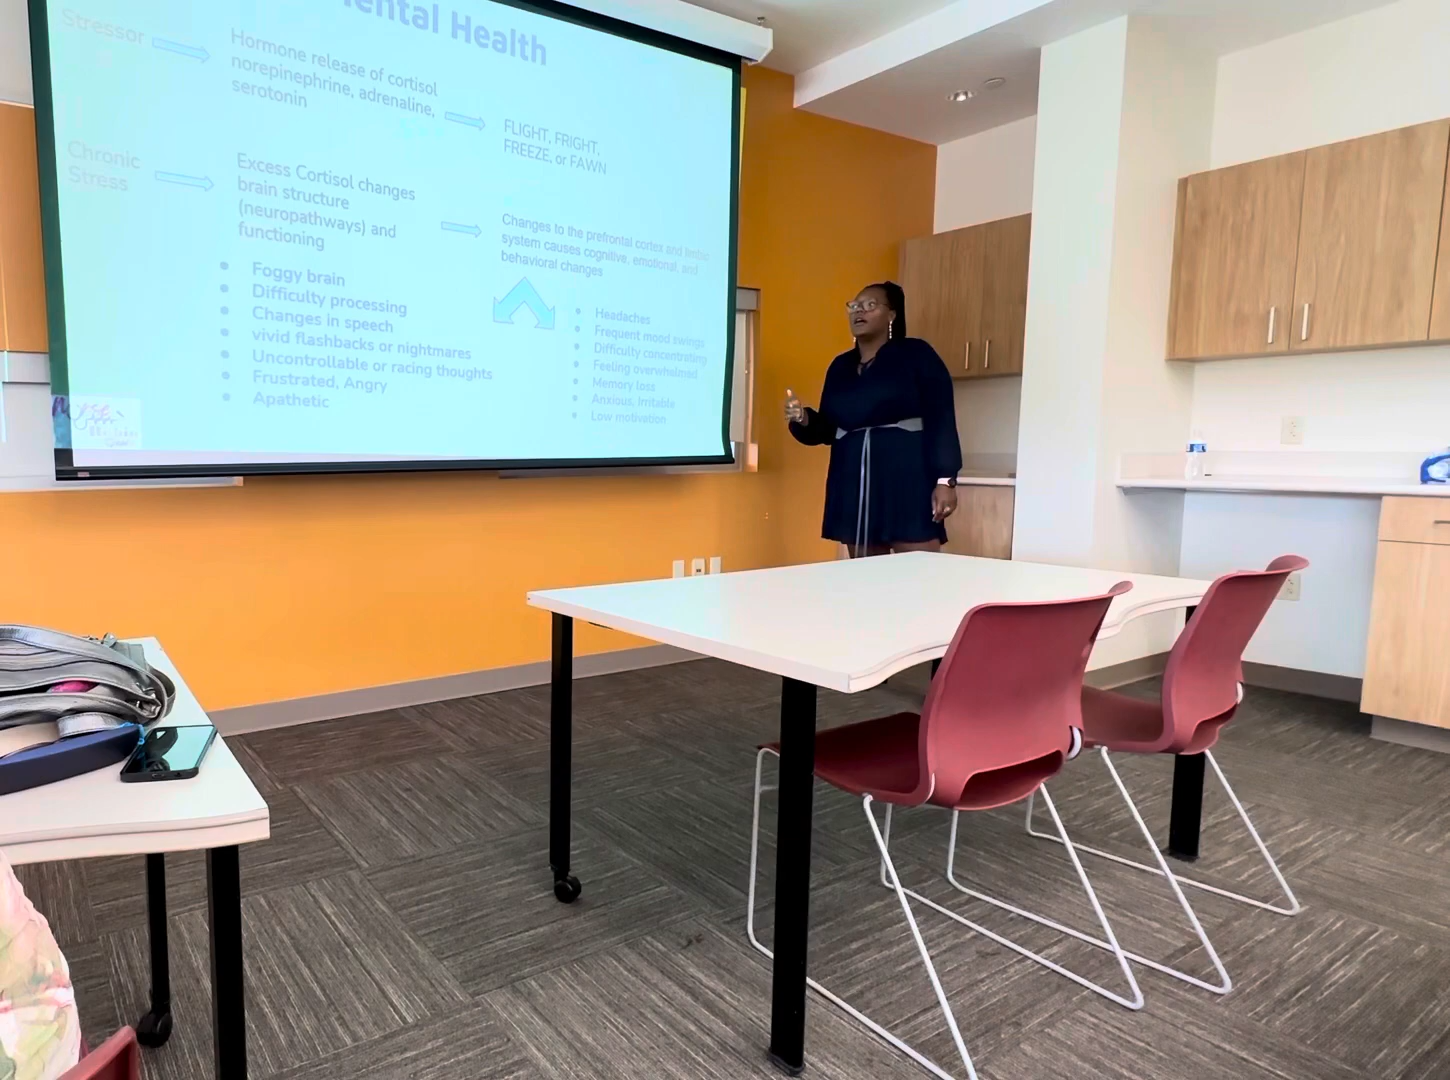 Mental Health
Stressor
Hormone release of cortisol
norepinephrine, adrenaline,
serotonin
FLIGHT, FRIGHT,
FREEZE, or FAWN
Chronic
Stress
Excess Cortisol changes
brain structure
(neuropathways) and
functioning
Changes to the prefrontal cortex and limbic
system causes cognitive, emotional, and
behavioral changes
Foggy brain
Difficulty processing
Changes in speech
vivid flashbacks or nightmares
Uncontrollable or racing thoughts
Frustrated, Angry
Apathetic
Headaches
Frequent mood swings
Difficulty concentrating
Feeling overwhelmed
Memory loss
Anxious, Irritable
Low motivation